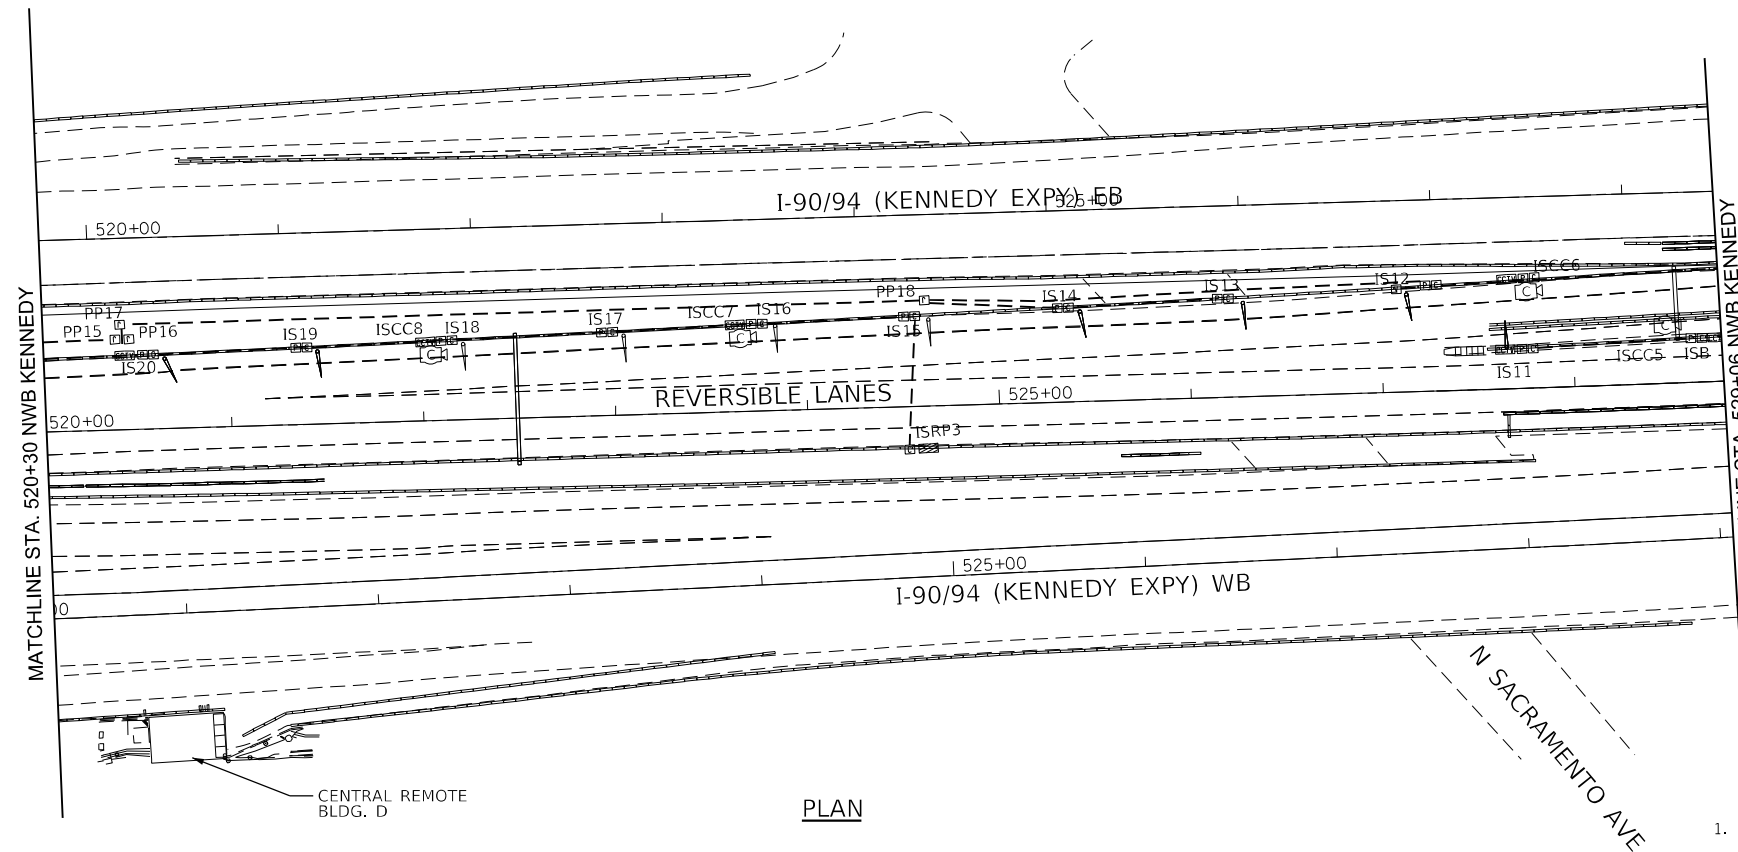 I-90/94 (KENNEDY EXPY) EB
525+00
520+00
MATCHLINE STA. 520+30 NWB KENNEDY
PP17
PP15
PP16
IS20
IS19
ISCC8
IS18
IS17
ISCC7
IS16
PP18
IS15
IS14
IS13
IS12
ISCC6
C
C
C
C
ISCC5
ISB
IS11
520+00
REVERSIBLE LANES
525+00
ISRP3
525+00
I-90/94 (KENNEDY EXPY) WB
N SACRAMENTO AVE
CENTRAL REMOTE
BLDG. D
PLAN
1.